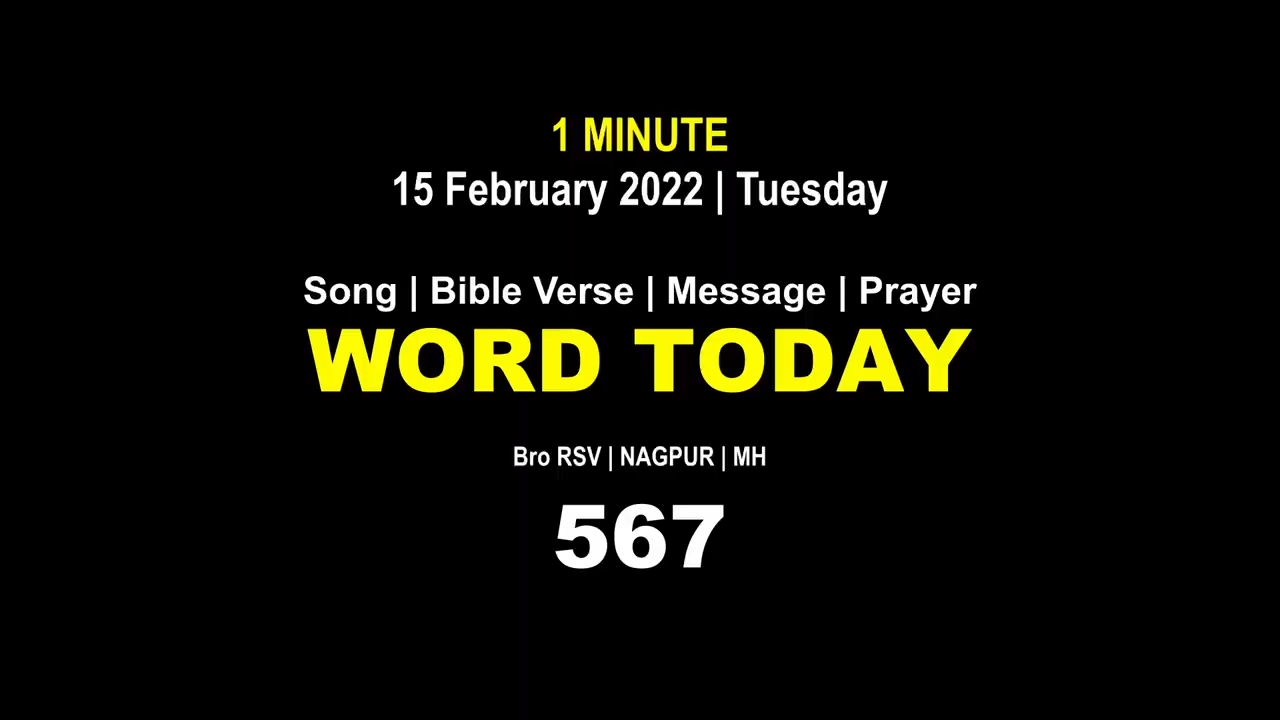 1 MINUTE
15 February 2022 | Tuesday
Song | Bible Verse | Message | Prayer
WORD TODAY
Bro RSV | NAGPUR | MH
567